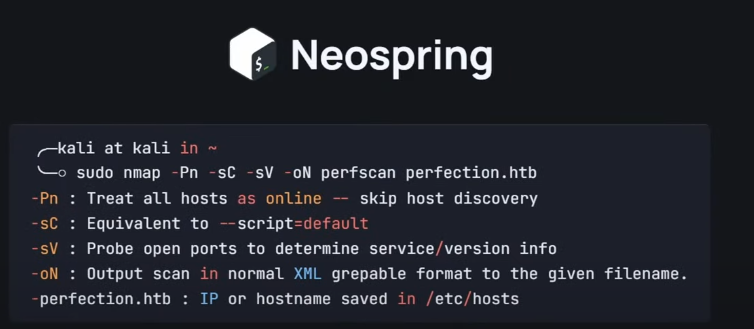 $_
Neospring
╭─kali at kali in ~
╰─○ sudo nmap -Pn -sC -sV -oN perfscan perfection.htb
-Pn : Treat all hosts as online -- skip host discovery
-sC : Equivalent to --script=default
-sV : Probe open ports to determine service/version info
-oN : Output scan in normal XML grepable format to the given filename.
-perfection.htb : IP or hostname saved in /etc/hosts